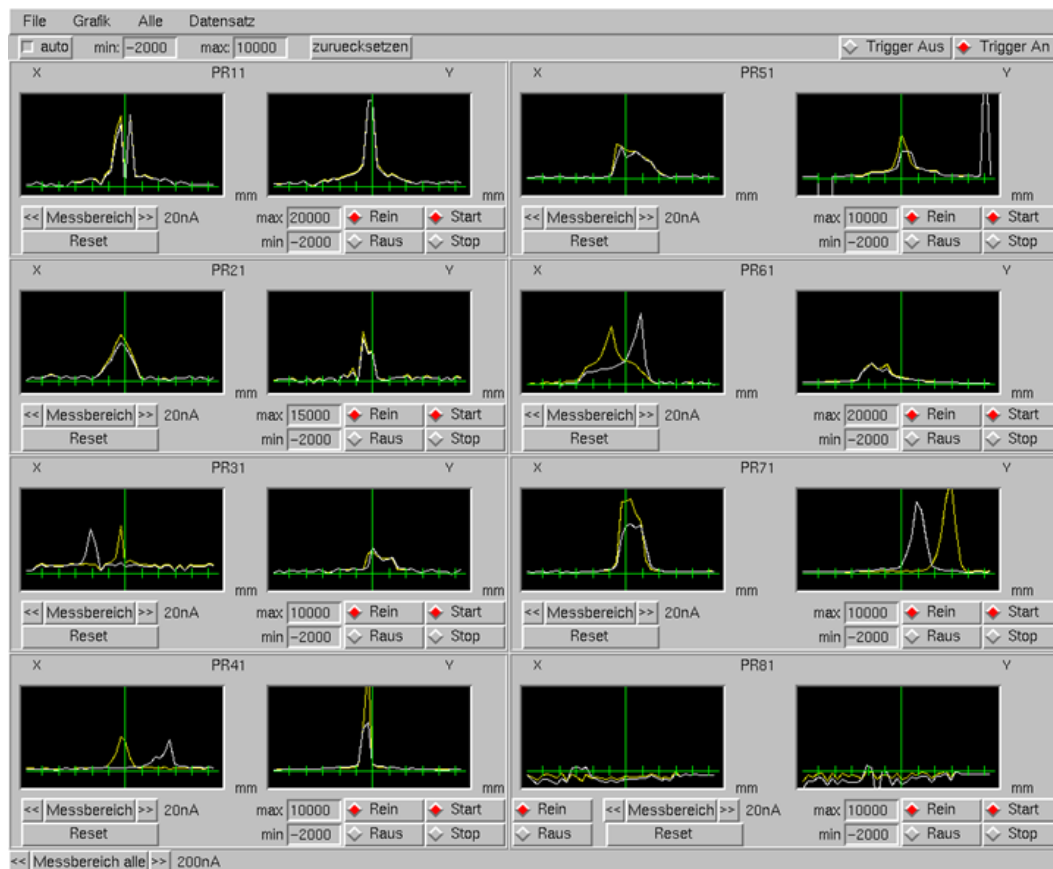 File Grafik Alle Datensatz
auto min: -2000 max: 10000 zuruecksetzen Trigger Aus Trigger An
X PR11 Y
mm mm
<< Messbereich >> 20nA max 20000 Rein Start
Reset min -2000 Raus Stop
X PR51 Y
mm mm
<< Messbereich >> 20nA max 10000 Rein Start
Reset min -2000 Raus Stop
X PR21 Y
mm mm
<< Messbereich >> 20nA max 15000 Rein Start
Reset min -2000 Raus Stop
X PR61 Y
mm mm
<< Messbereich >> 20nA max 20000 Rein Start
Reset min -2000 Raus Stop
X PR31 Y
mm mm
<< Messbereich >> 20nA max 10000 Rein Start
Reset min -2000 Raus Stop
X PR71 Y
mm mm
<< Messbereich >> 20nA max 10000 Rein Start
Reset min -2000 Raus Stop
X PR41 Y
mm mm
<< Messbereich >> 20nA max 10000 Rein Start
Reset min -2000 Raus Stop
X PR81 Y
mm mm
Rein << Messbereich >> 20nA max 10000 Rein Start
Raus Reset min -2000 Raus Stop
<< Messbereich alle >> 200nA